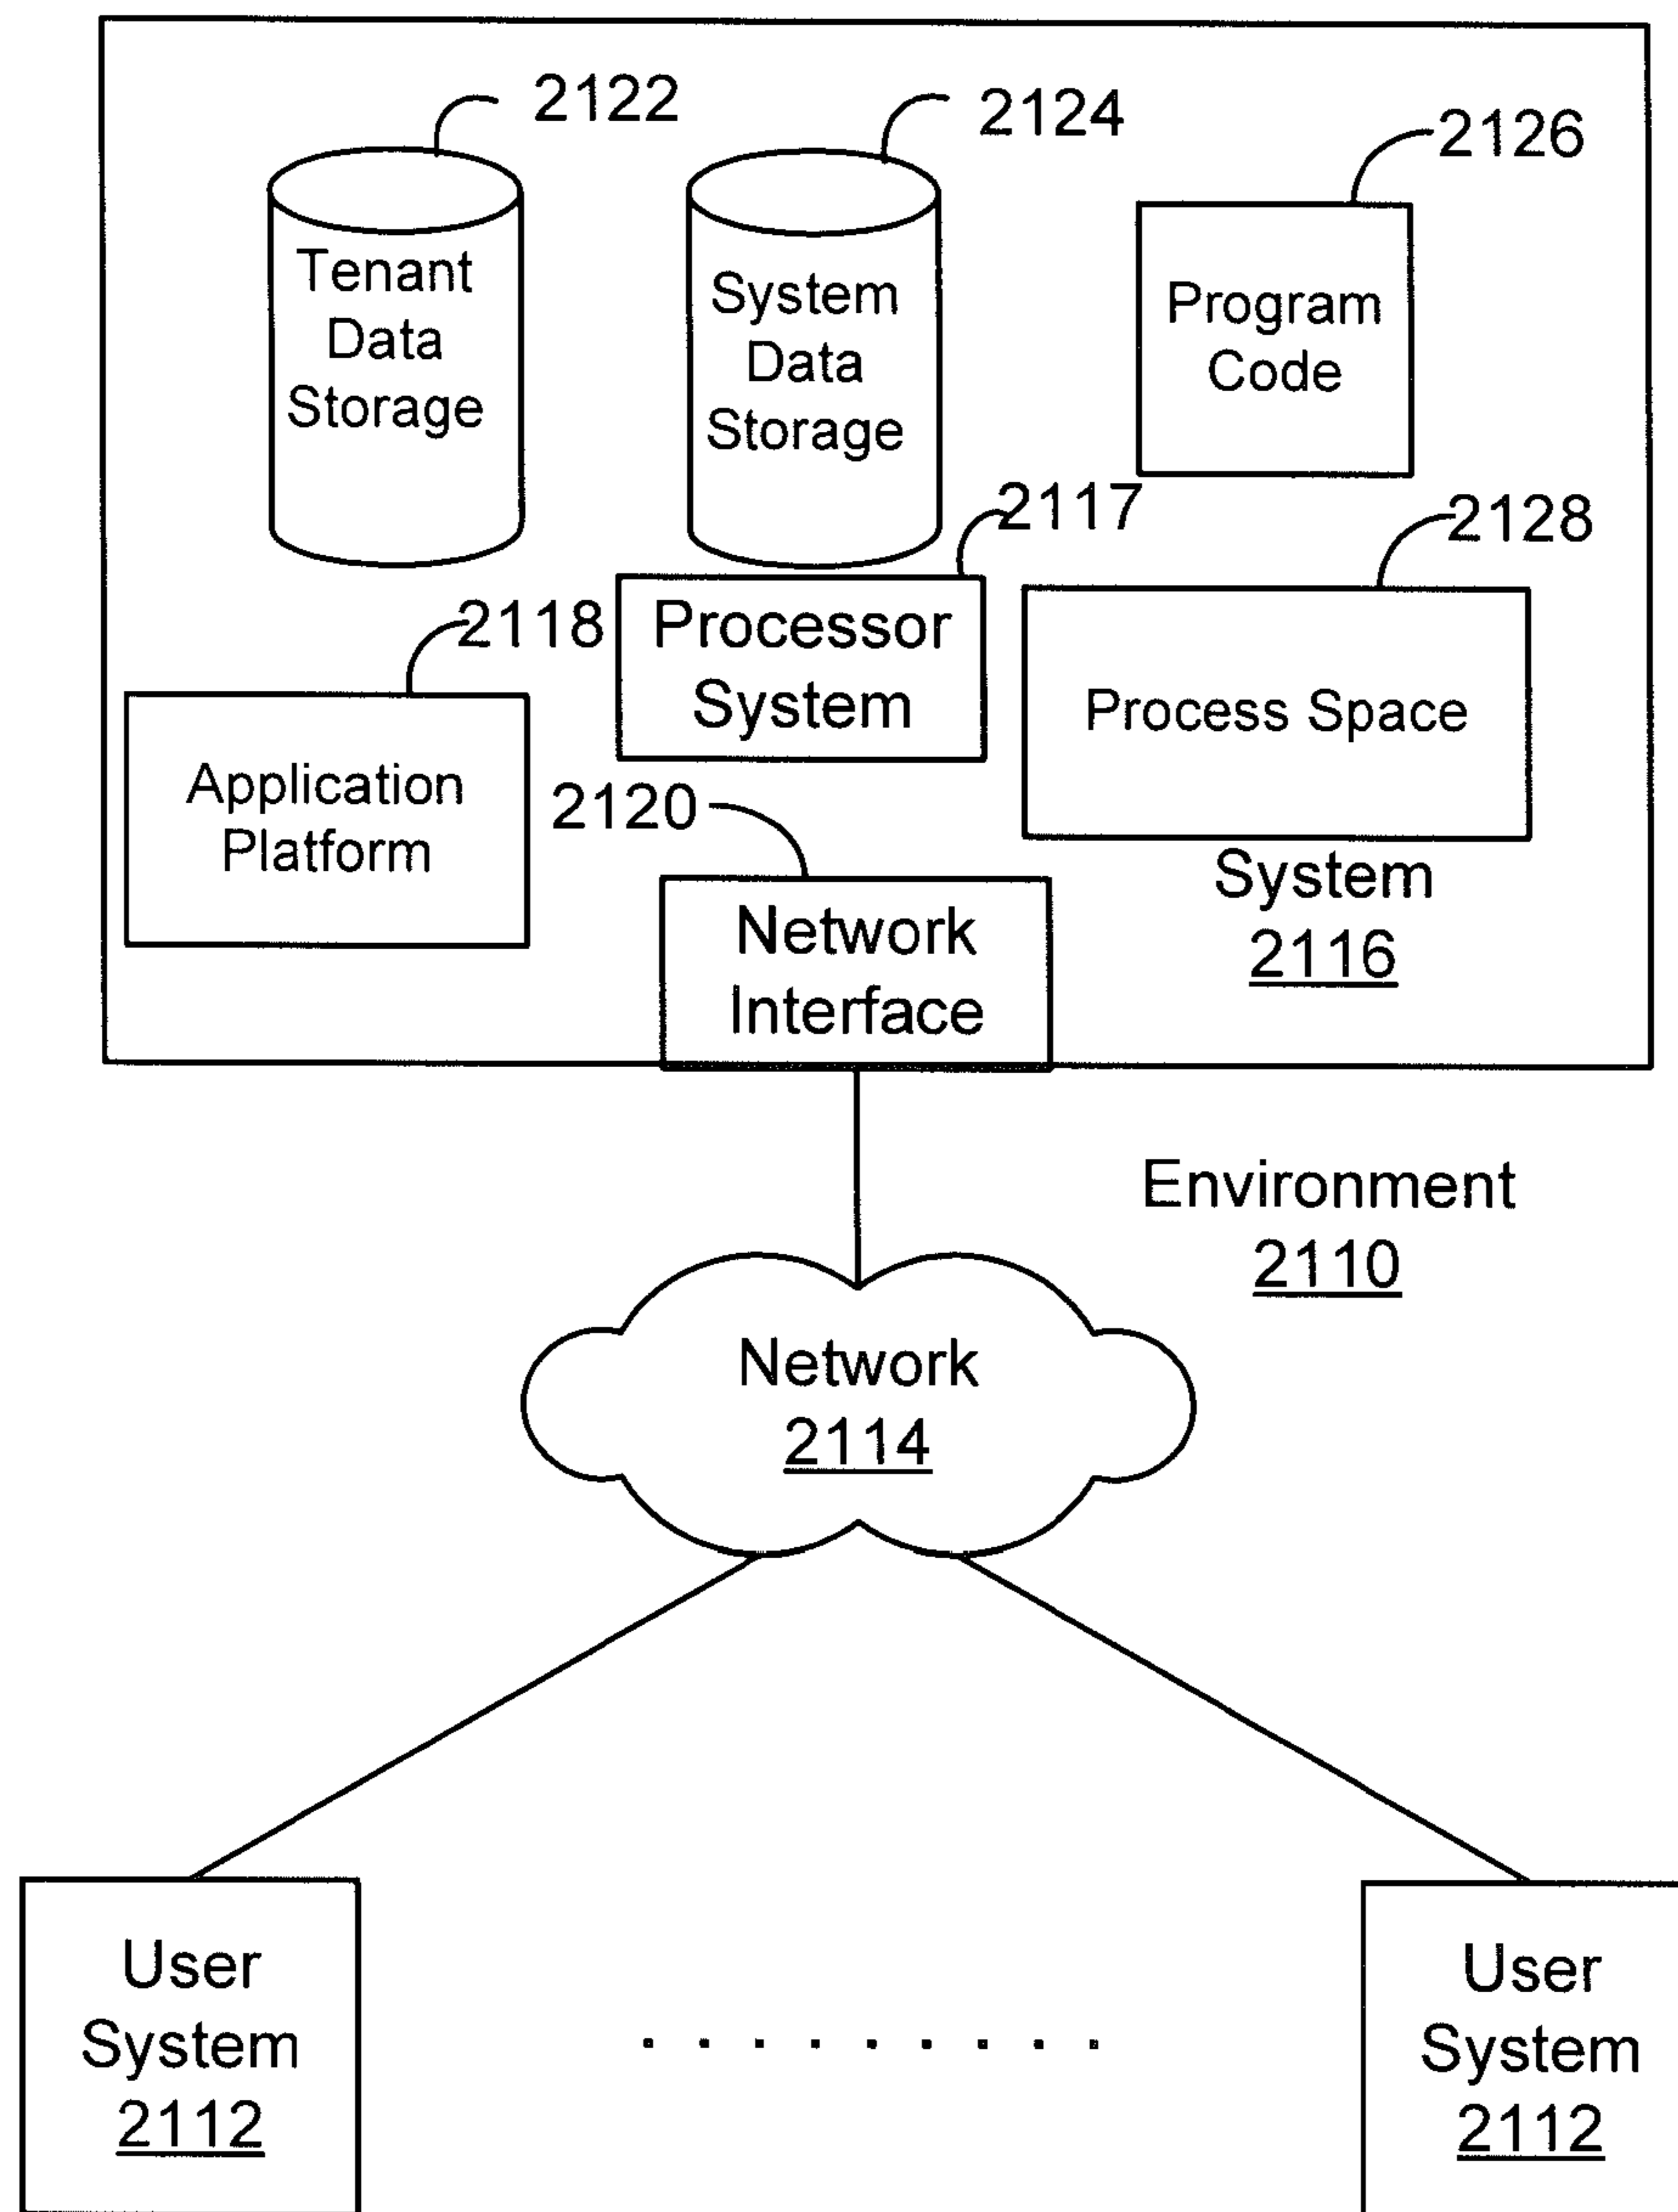 2122
2124
2126
Tenant
Data
Storage
System
Data
Storage
Program
Code
2117
2128
2118
Processor
System
Process Space
Application
Platform
2120
System
2116
Network
Interface
Environment
2110
Network
2114
User
System
2112
. . . . . . . . .
User
System
2112